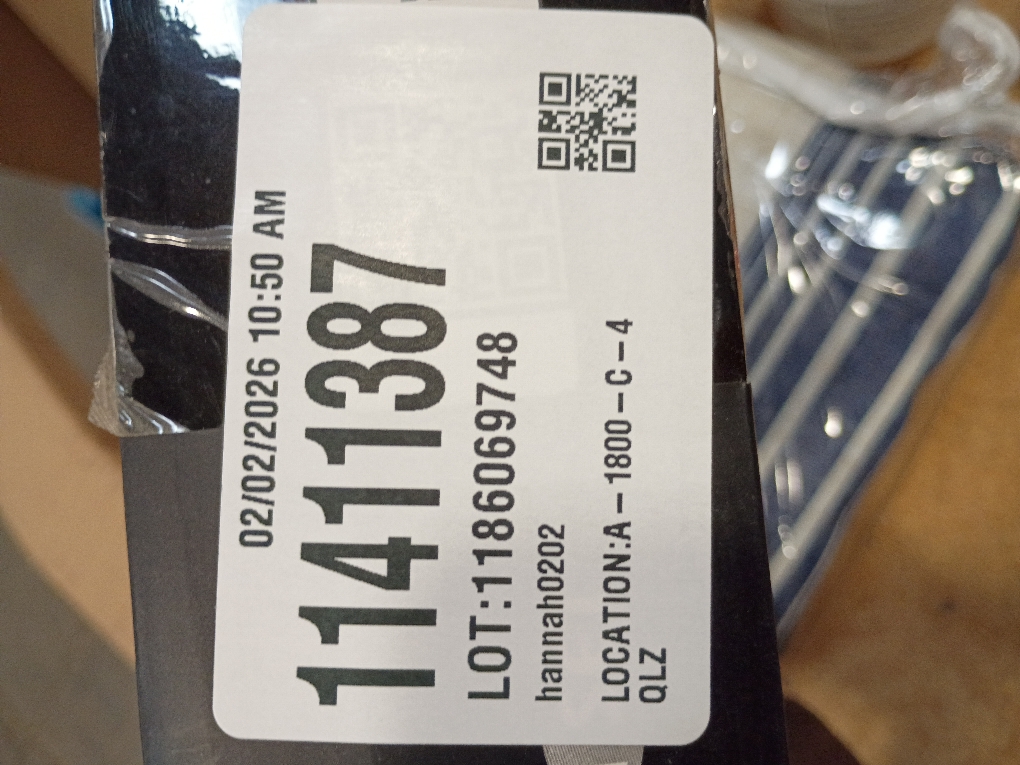 02/02/2026 10:50 AM
11411387
LOT:1186069748
hannah0202
LOCATION:A-1800-C-4
QLZ